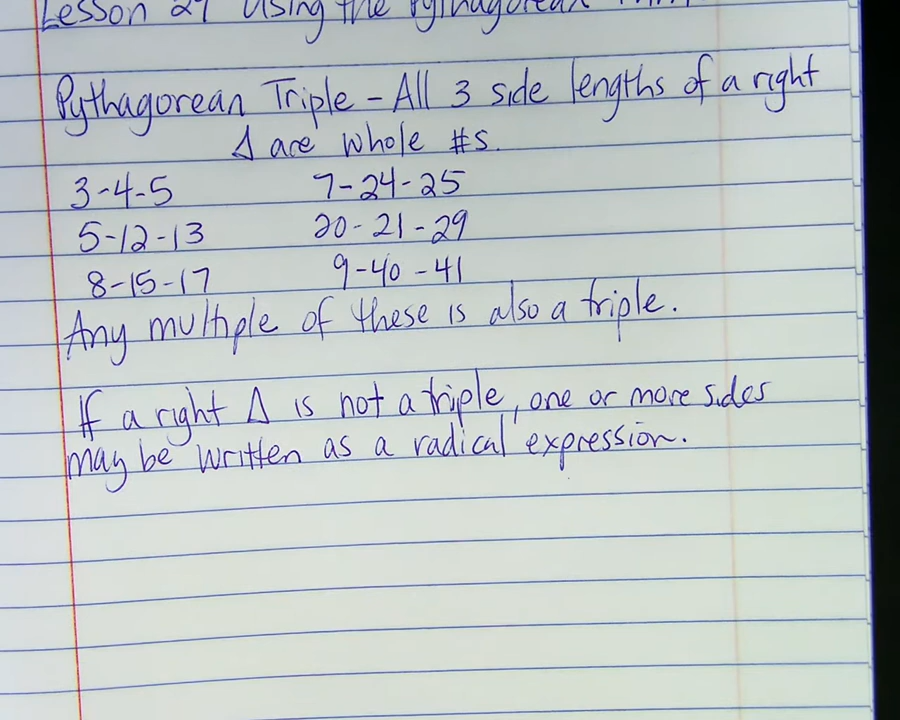 Lesson 29 Using the Pythagorean
Pythagorean Triple - All 3 side lengths of a right
Δ are whole #s.
3-4-5 7-24-25
5-12-13 20-21-29
8-15-17 9-40-41
Any multiple of these is also a triple.
If a right Δ is not a triple, one or more sides
may be written as a radical expression.